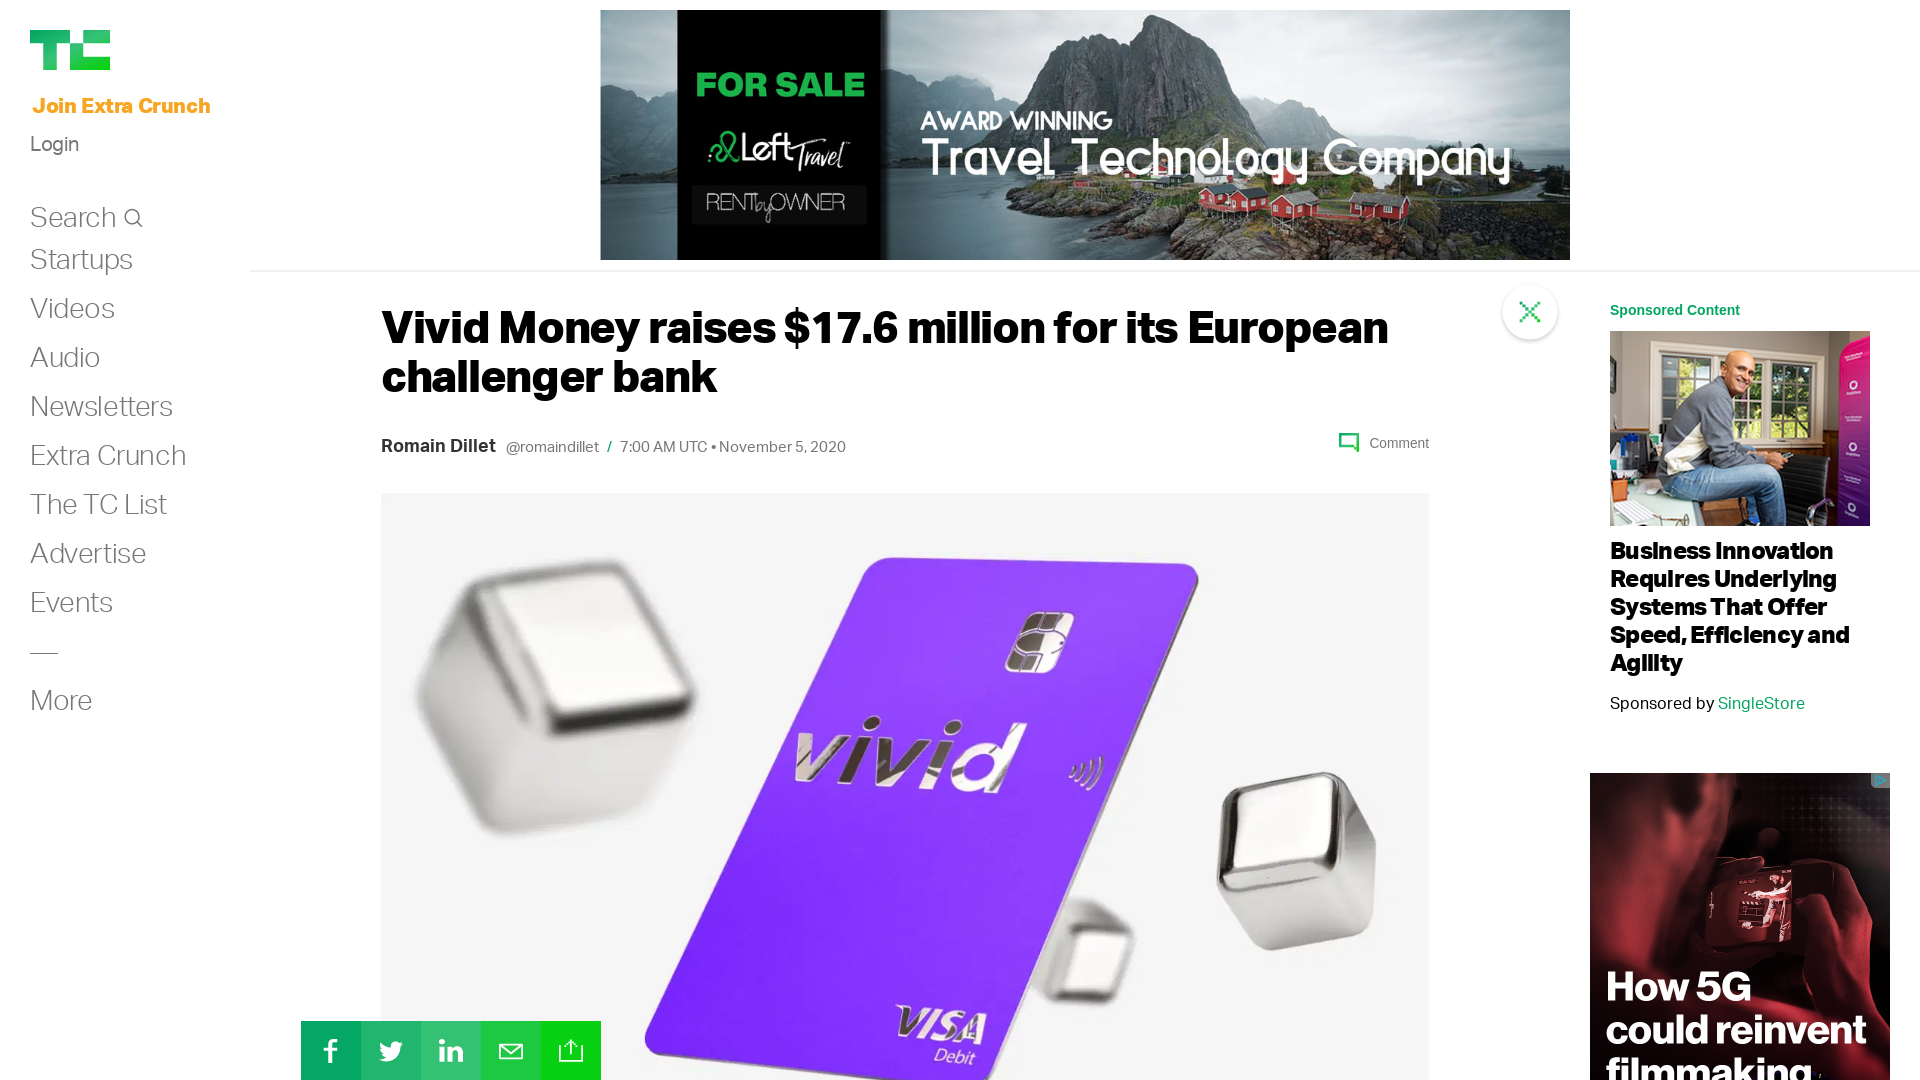 TC
Join Extra Crunch
Login
Search
Startups
Videos
Audio
Newsletters
Extra Crunch
The TC List
Advertise
Events
More
FOR SALE
Left Travel
RENTbyOWNER
AWARD WINNING
Travel Technology Company
Vivid Money raises $17.6 million for its European
challenger bank
Romain Dillet @romaindillet / 7:00 AM UTC • November 5, 2020
Comment
vivid
VISA
Debit
f
in
Sponsored Content
Business Innovation
Requires Underlying
Systems That Offer
Speed, Efficiency and
Agility
Sponsored by SingleStore
How 5G
could reinvent
filmmaking